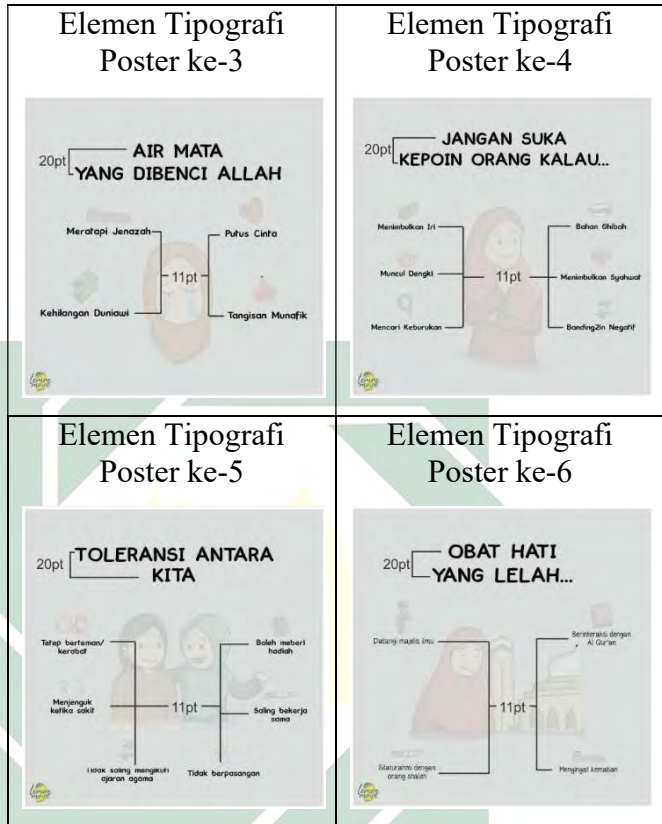 Elemen Tipografi
Poster ke-3
20pt
AIR MATA
YANG DIBENCI ALLAH
Meratapi Jenazah
Putus Cinta
11pt
Kehilangan Duniawi
Tangisan Munafik
Elemen Tipografi
Poster ke-4
20pt
JANGAN SUKA
KEPOIN ORANG KALAU...
Menimbulkan Iri
Bahan Ghibah
Muncul Dengki
11pt
Menimbulkan Syahwat
Mencari Keburukan
Banding2in Negatif
Elemen Tipografi
Poster ke-5
20pt
TOLERANSI ANTARA
KITA
Tetep berteman/
kerabat
Boleh meberi
hadiah
Menjenguk
ketika sakit
11pt
Saling bekerja
sama
Tidak saling mengikuti
ajaran agama
Tidak berpasangan
Elemen Tipografi
Poster ke-6
20pt
OBAT HATI
YANG LELAH...
Datangi majelis ilmu
Berinteraksi dengan
Al Qur'an
11pt
Silaturahmi dengan
orang shaleh
Mengingat kematian